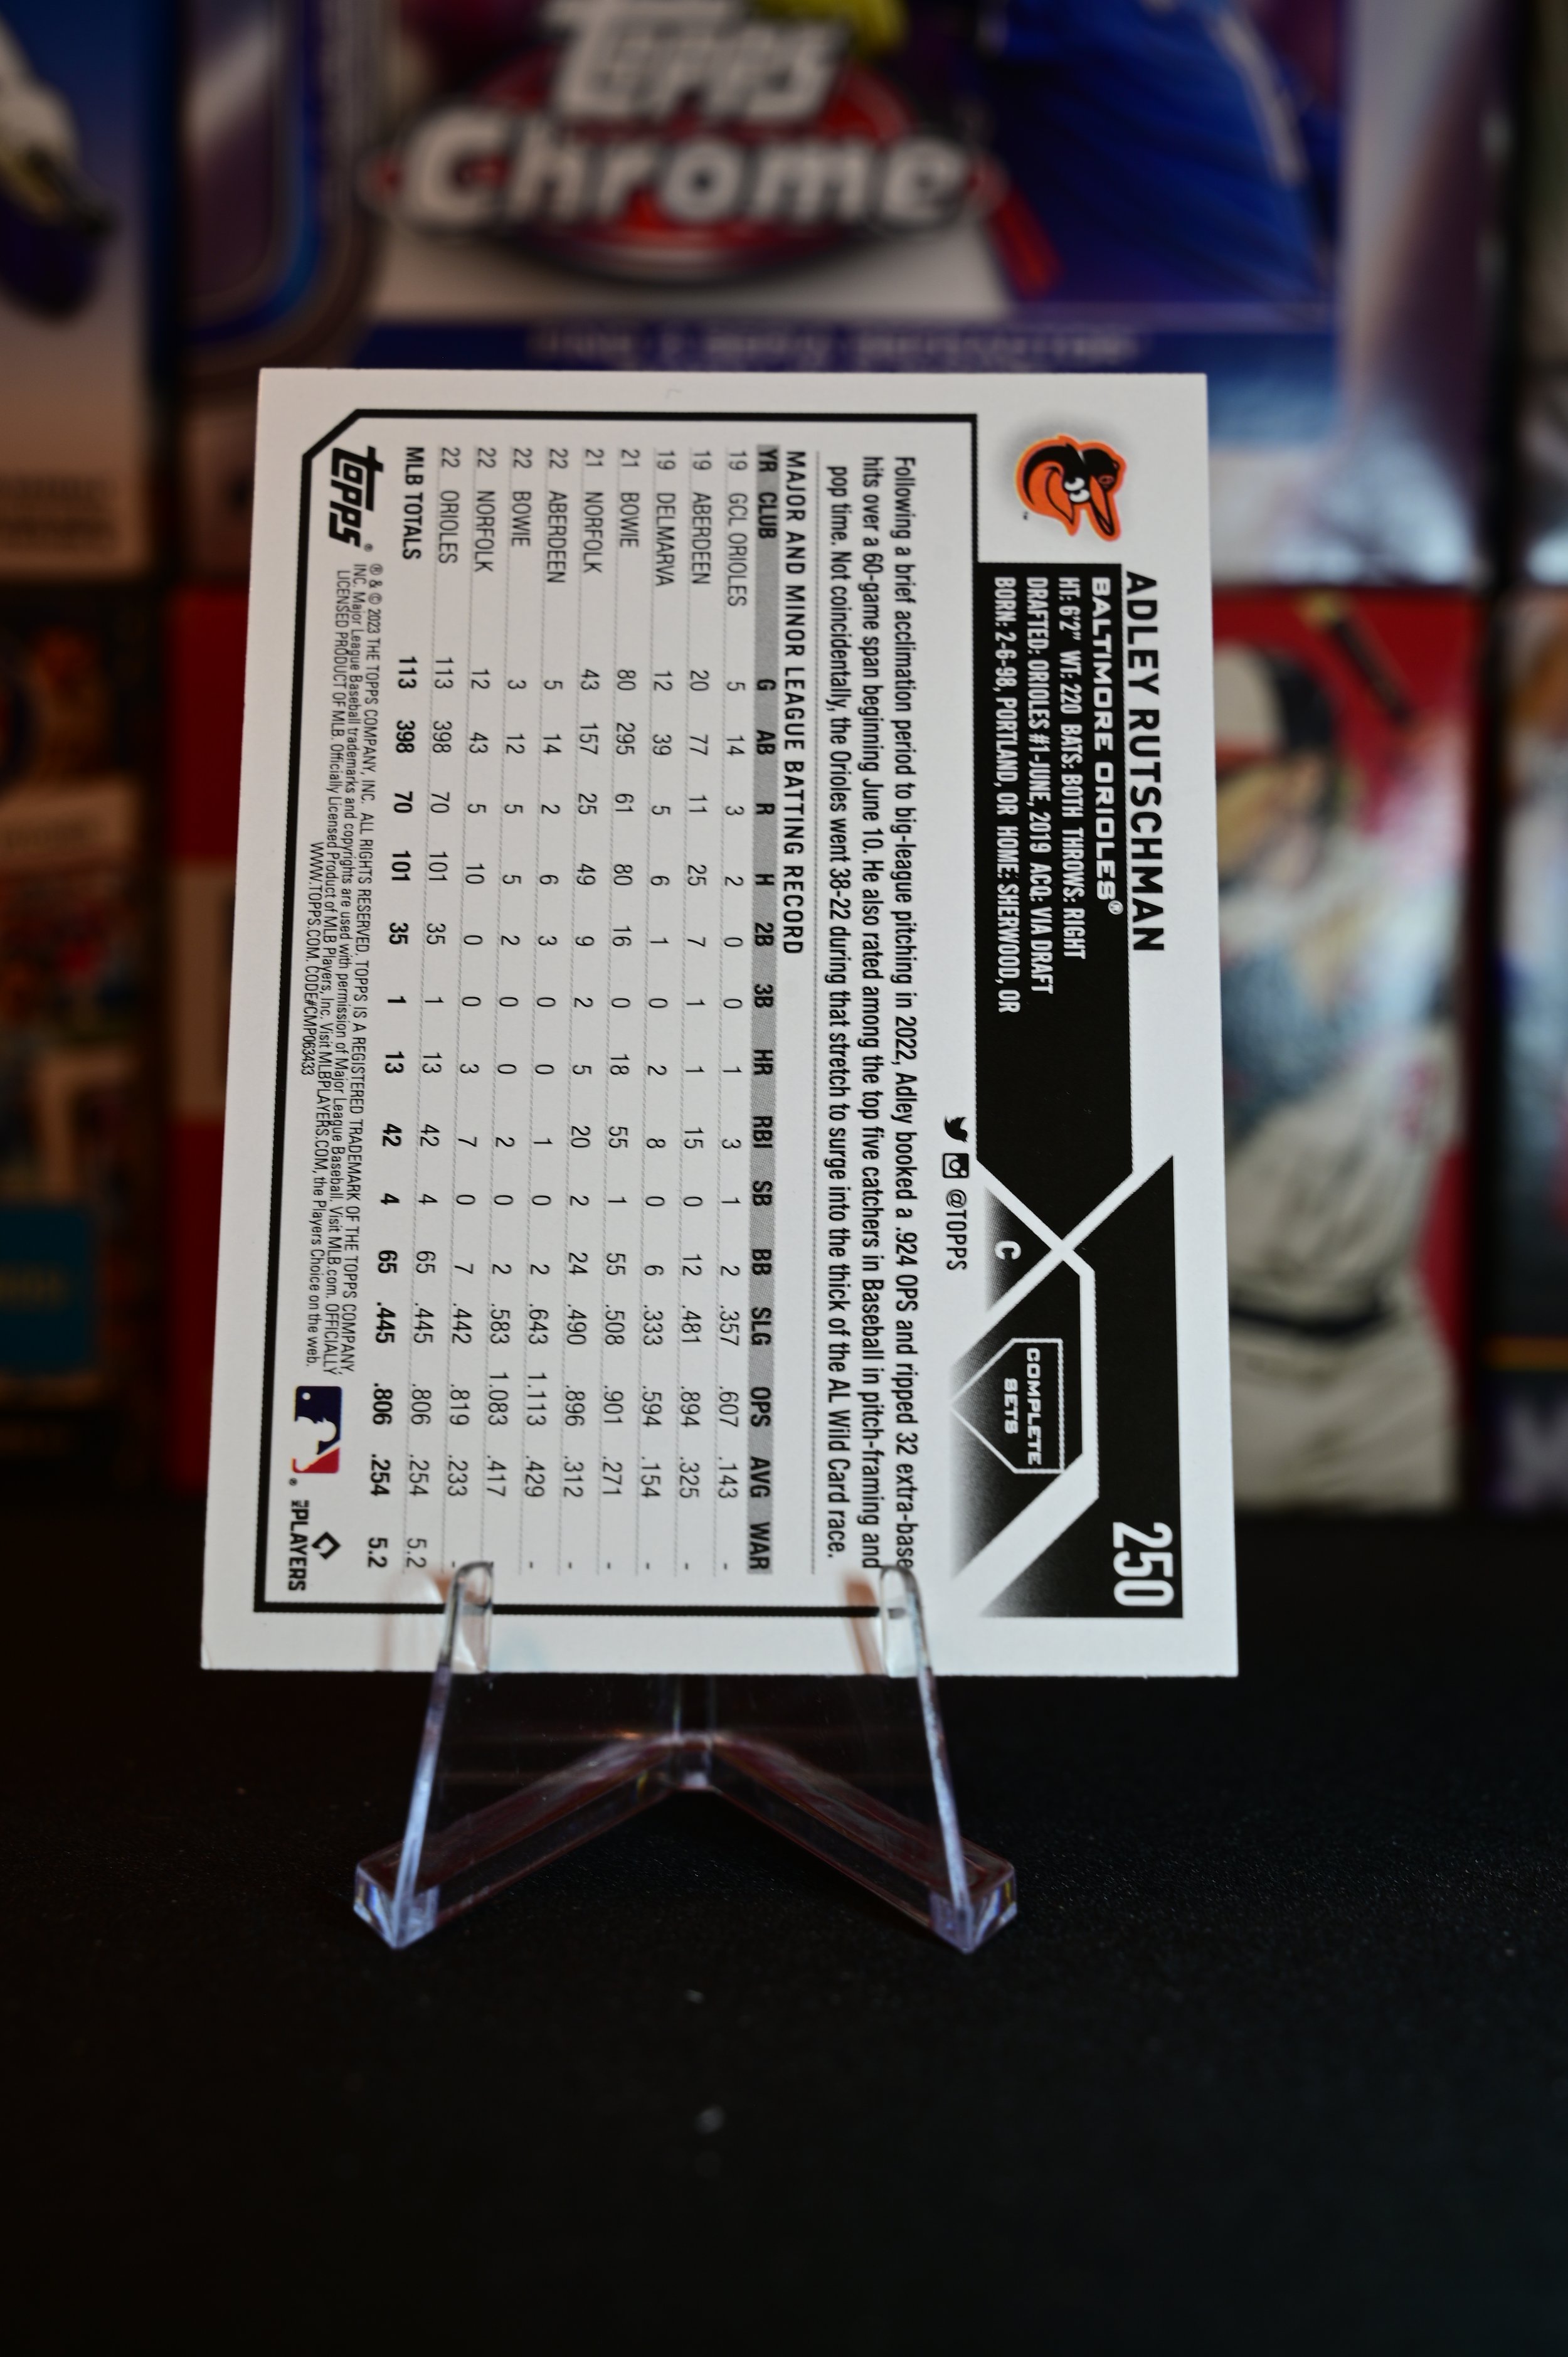 Topps
Chrome
ADLEY RUTSCHMAN
250
BALTIMORE ORIOLES®
HT: 6'2" WT: 220 BATS: BOTH THROWS: RIGHT
DRAFTED: ORIOLES #1-JUNE, 2019 ACQ: VIA DRAFT
BORN: 2-6-98, PORTLAND, OR HOME: SHERWOOD, OR
C
COMPLETE
SETS
@TOPPS
Following a brief acclimation period to big-league pitching in 2022, Adley booked a .924 OPS and ripped 32 extra-base
hits over a 60-game span beginning June 10. He also rated among the top five catchers in Baseball in pitch-framing and
pop time. Not coincidentally, the Orioles went 38-22 during that stretch to surge into the thick of the AL Wild Card race.
MAJOR AND MINOR LEAGUE BATTING RECORD
YR CLUB G AB R H 2B 3B HR RBI SB BB SLG OPS AVG WAR
19 GCL ORIOLES 5 14 3 2 0 0 1 3 1 2 .357 .607 .143 -
19 ABERDEEN 20 77 11 25 7 1 1 15 0 12 .481 .894 .325 -
19 DELMARVA 12 39 5 6 1 0 2 8 0 6 .333 .594 .154 -
21 BOWIE 80 295 61 80 16 0 18 55 1 55 .508 .901 .271 -
21 NORFOLK 43 157 25 49 9 2 5 20 2 24 .490 .896 .312 -
22 ABERDEEN 5 14 2 6 3 0 0 1 0 2 .643 1.113 .429 -
22 BOWIE 3 12 5 5 2 0 0 2 0 2 .583 1.083 .417
22 NORFOLK 12 43 5 10 0 0 3 7 0 7 .442 .819 .233 -
22 ORIOLES 113 398 70 101 35 1 13 42 4 65 .445 .806 .254 5.2
MLB TOTALS 113 398 70 101 35 1 13 42 4 65 .445 .806 .254 5.2
Topps®
® & © 2023 THE TOPPS COMPANY, INC. ALL RIGHTS RESERVED. TOPPS IS A REGISTERED TRADEMARK OF THE TOPPS COMPANY,
INC. Major League Baseball trademarks and copyrights are used with permission of Major League Baseball. Visit MLB.com. OFFICIALLY
LICENSED PRODUCT OF MLB. Officially Licensed Product of MLB Players, Inc. Visit MLBPLAYERS.COM, the Players Choice on the web.
WWW.TOPPS.COM. CODE#CMP063433
MLB PLAYERS